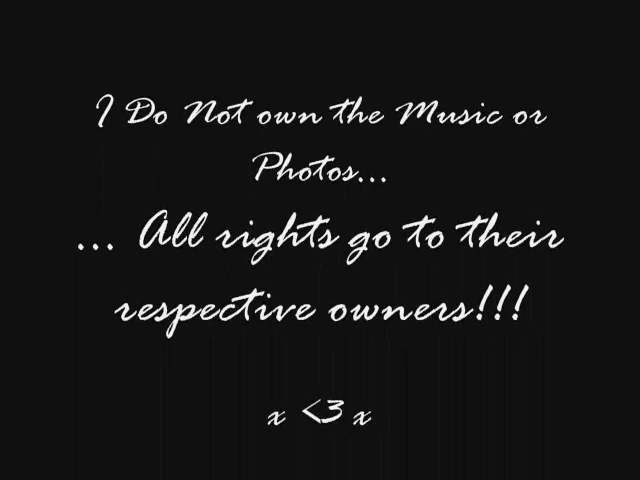 I Do Not own the Music or
Photos...
... All rights go to their
respective owners!!!
x <3 x